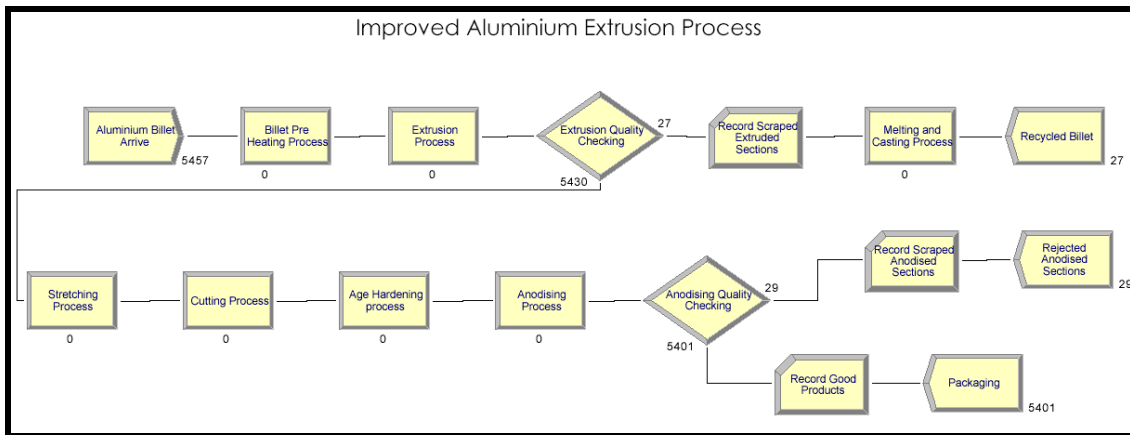 Improved Aluminium Extrusion Process
Aluminium Billet
Arrive
5457
Billet Pre
Heating Process
0
Extrusion
Process
0
Extrusion Quality
Checking
27
5430
Record Scraped
Extruded
Sections
Melting and
Casting Process
0
Recycled Billet
27
Stretching
Process
0
Cutting Process
0
Age Hardening
process
0
Anodising
Process
0
Anodising Quality
Checking
29
5401
Record Scraped
Anodised
Sections
Rejected
Anodised
Sections
29
Record Good
Products
Packaging
5401